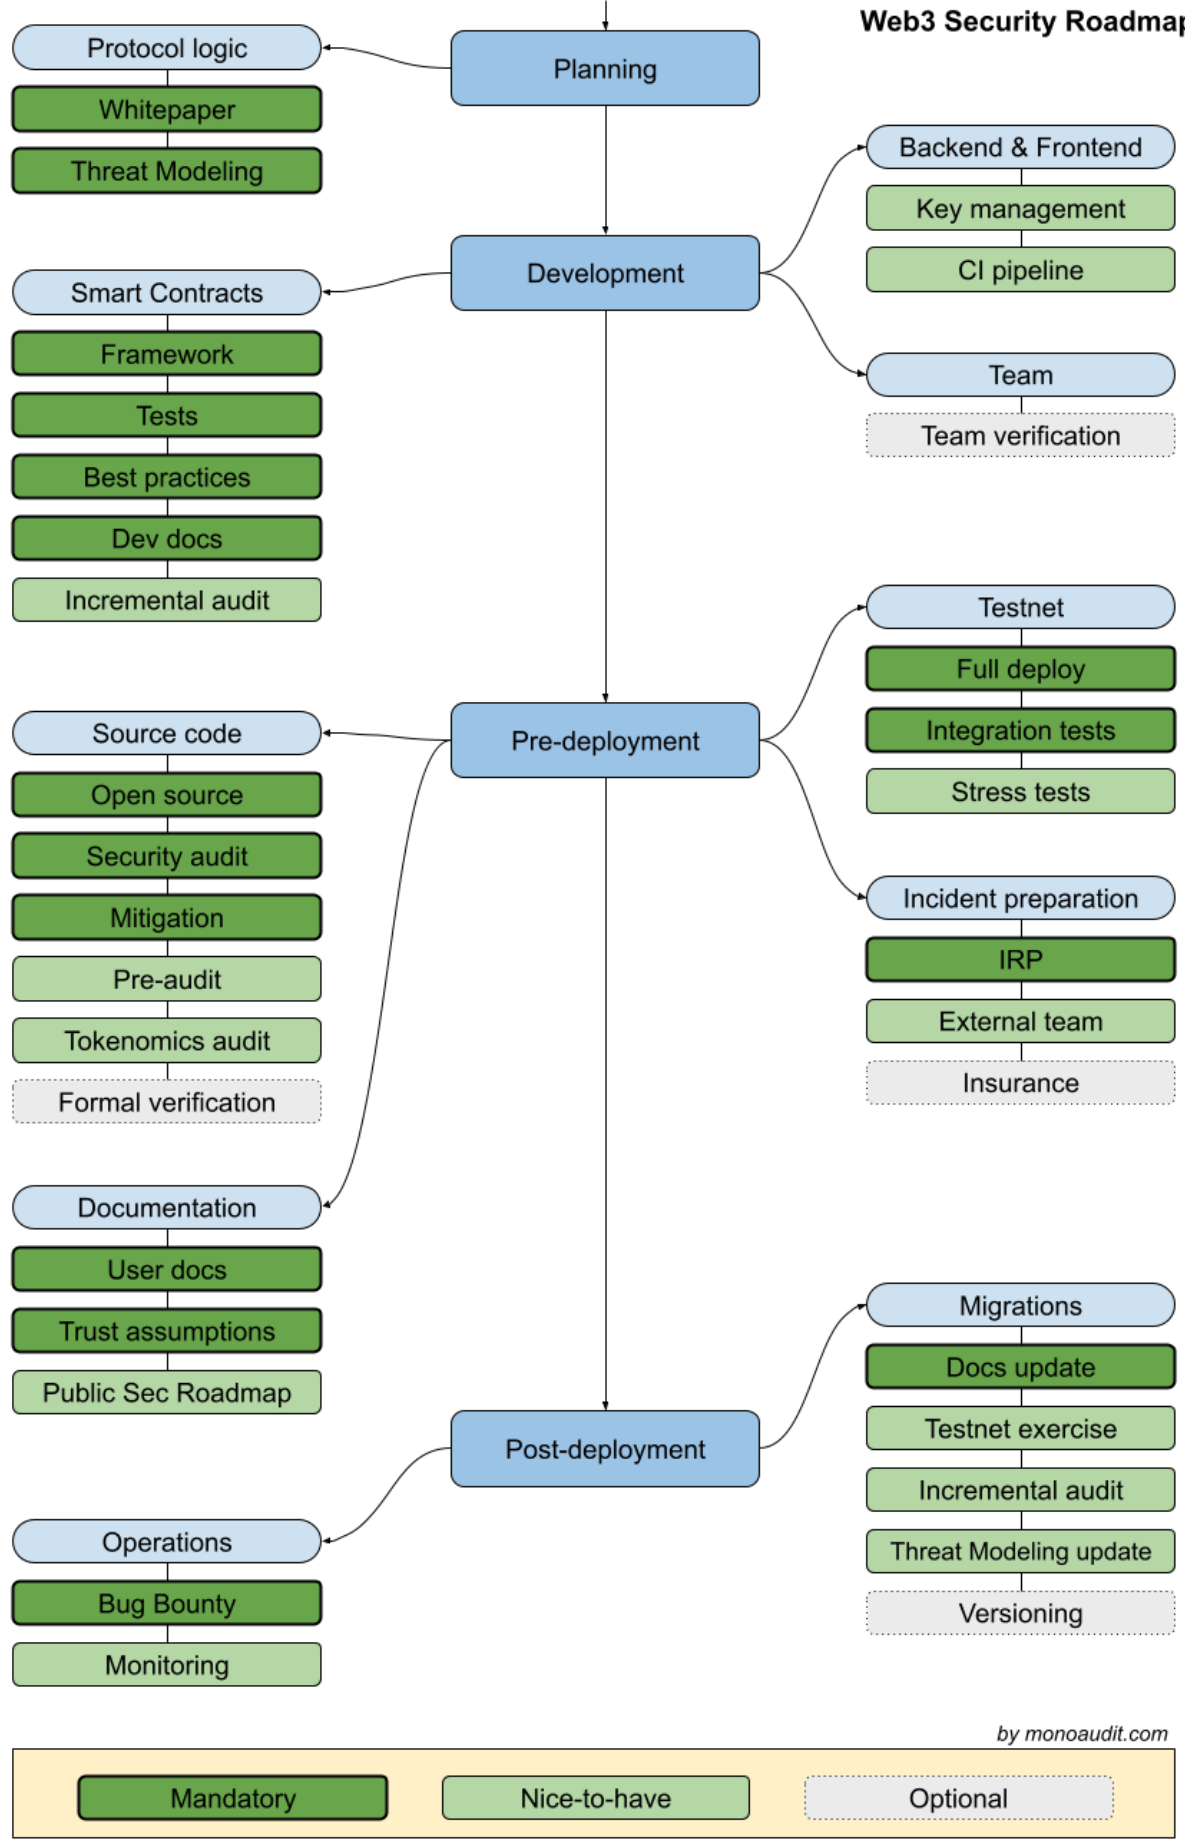 Web3 Security Roadmap
Planning
Protocol logic
Whitepaper
Threat Modeling
Development
Backend & Frontend
Key management
CI pipeline
Team
Team verification
Smart Contracts
Framework
Tests
Best practices
Dev docs
Incremental audit
Pre-deployment
Testnet
Full deploy
Integration tests
Stress tests
Incident preparation
IRP
External team
Insurance
Source code
Open source
Security audit
Mitigation
Pre-audit
Tokenomics audit
Formal verification
Documentation
User docs
Trust assumptions
Public Sec Roadmap
Post-deployment
Migrations
Docs update
Testnet exercise
Incremental audit
Threat Modeling update
Versioning
Operations
Bug Bounty
Monitoring
by monoaudit.com
Mandatory
Nice-to-have
Optional